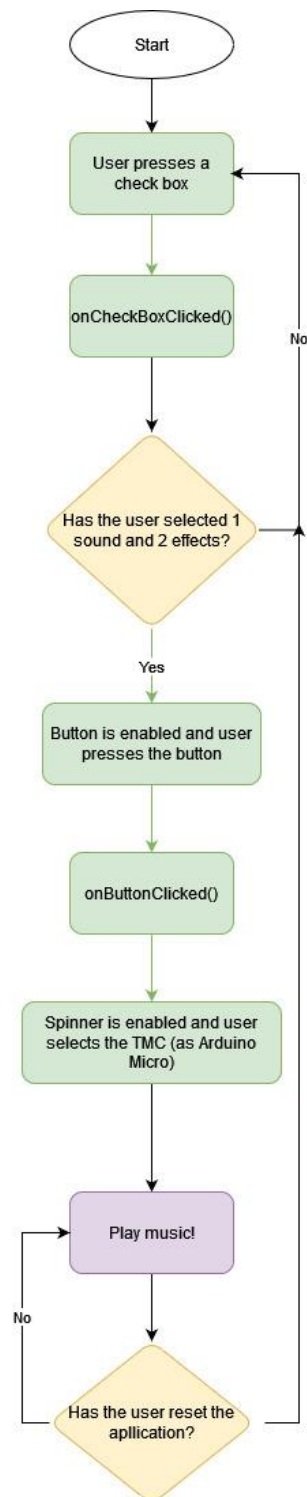 Start
User presses a
check box
onCheckBoxClicked()
No
Has the user selected 1
sound and 2 effects?
Yes
Button is enabled and user
presses the button
onButtonClicked()
Spinner is enabled and user
selects the TMC (as Arduino
Micro)
Play music!
No
Has the user reset the
apllication?